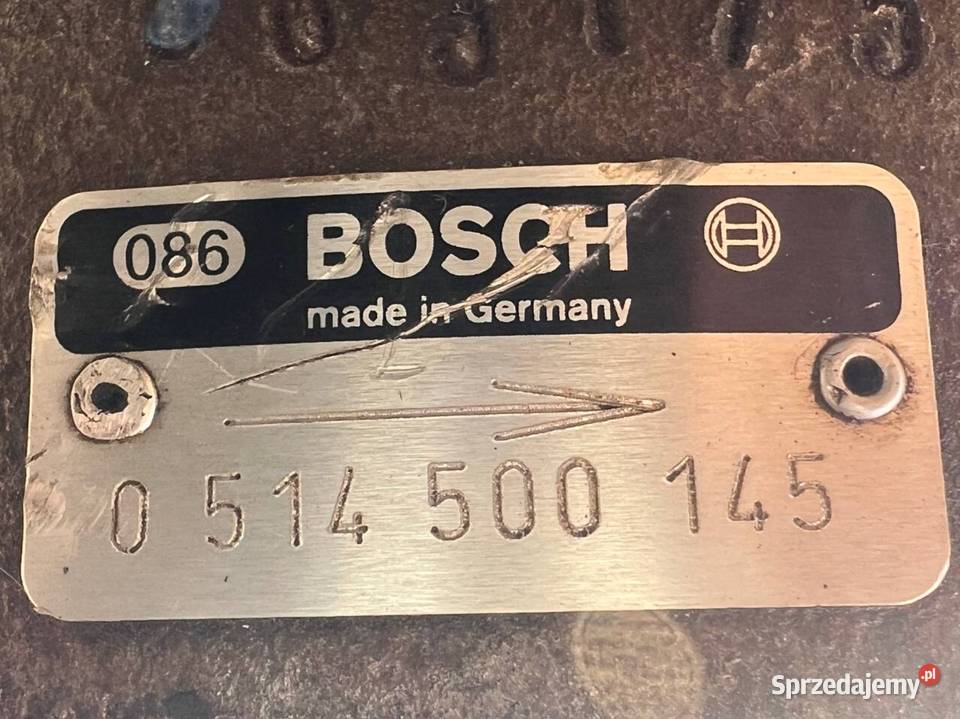 086 BOSCH
made in Germany
0 514 500 145
Sprzedajemy.pl